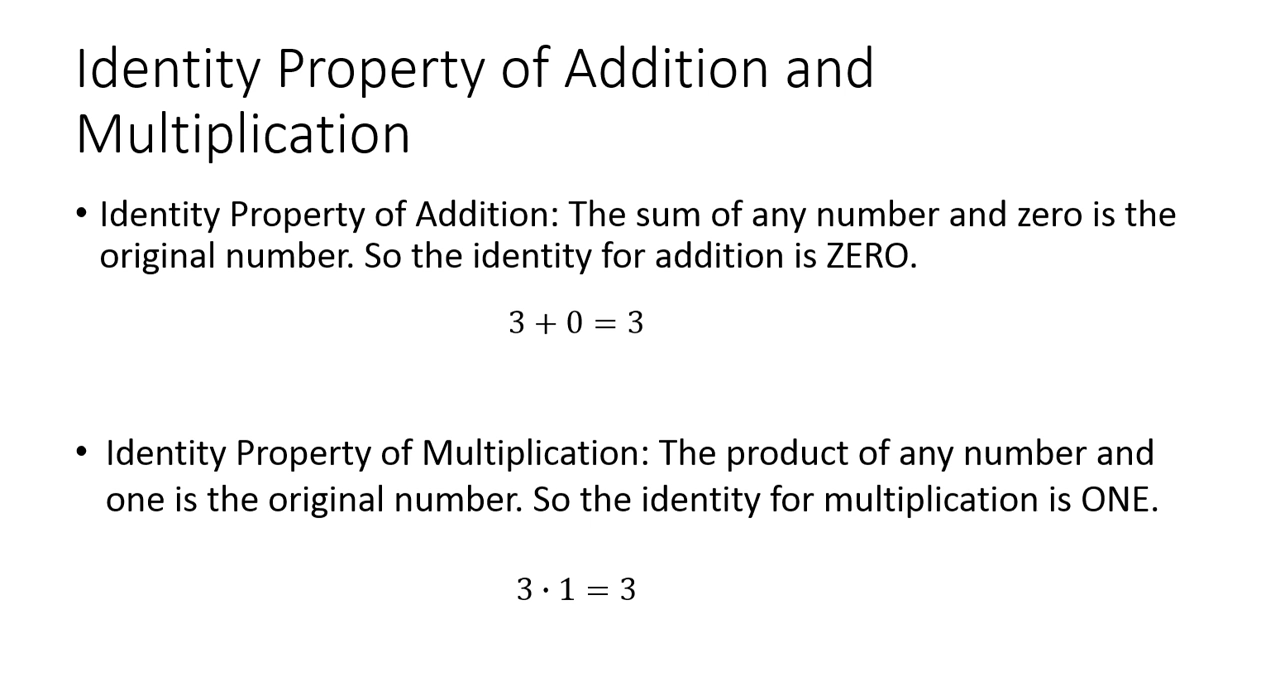 Identity Property of Addition and
Multiplication
• Identity Property of Addition: The sum of any number and zero is the
original number. So the identity for addition is ZERO.
3 + 0 = 3
• Identity Property of Multiplication: The product of any number and
one is the original number. So the identity for multiplication is ONE.
3 · 1 = 3